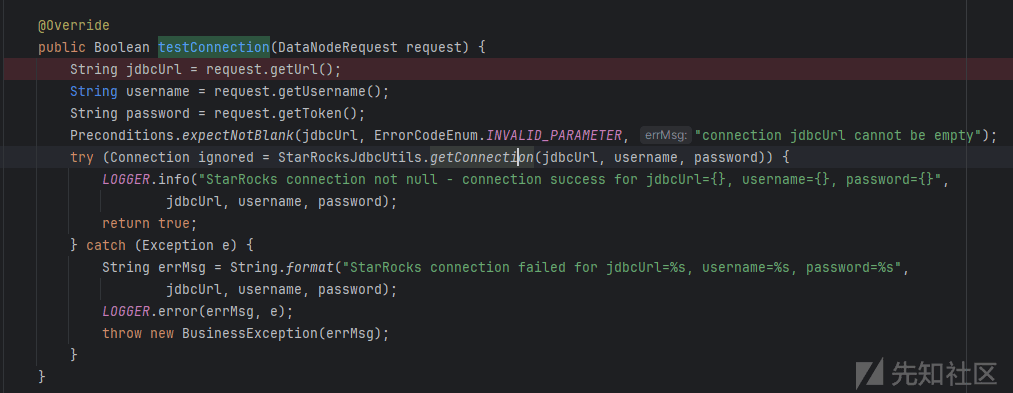 @Override
public Boolean testConnection(DataNodeRequest request) {
String jdbcUrl = request.getUrl();
String username = request.getUsername();
String password = request.getToken();
Preconditions.expectNotBlank(jdbcUrl, ErrorCodeEnum.INVALID_PARAMETER, errMsg: "connection jdbcUrl cannot be empty");
try (Connection ignored = StarRocksJdbcUtils.getConnection(jdbcUrl, username, password)) {
LOGGER.info("StarRocks connection not null - connection success for jdbcUrl={}, username={}, password={}",
jdbcUrl, username, password);
return true;
} catch (Exception e) {
String errMsg = String.format("StarRocks connection failed for jdbcUrl=%s, username=%s, password=%s",
jdbcUrl, username, password);
LOGGER.error(errMsg, e);
throw new BusinessException(errMsg);
}
}
先知社区